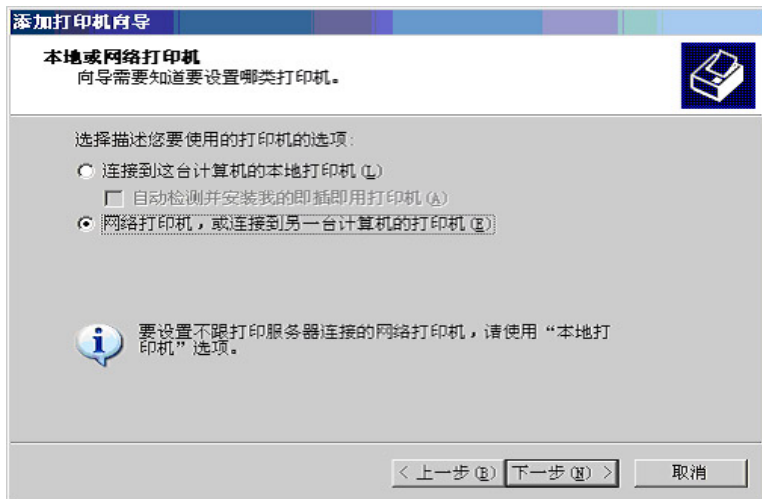 添加打印机向导
本地或网络打印机
向导需要知道要设置哪类打印机。
选择描述您要使用的打印机的选项:
连接到这台计算机的本地打印机(L)
自动检测并安装我的即插即用打印机(A)
网络打印机，或连接到另一台计算机的打印机(E)
要设置不跟打印服务器连接的网络打印机，请使用“本地打
印机”选项。
< 上一步(B) 下一步(N) > 取消